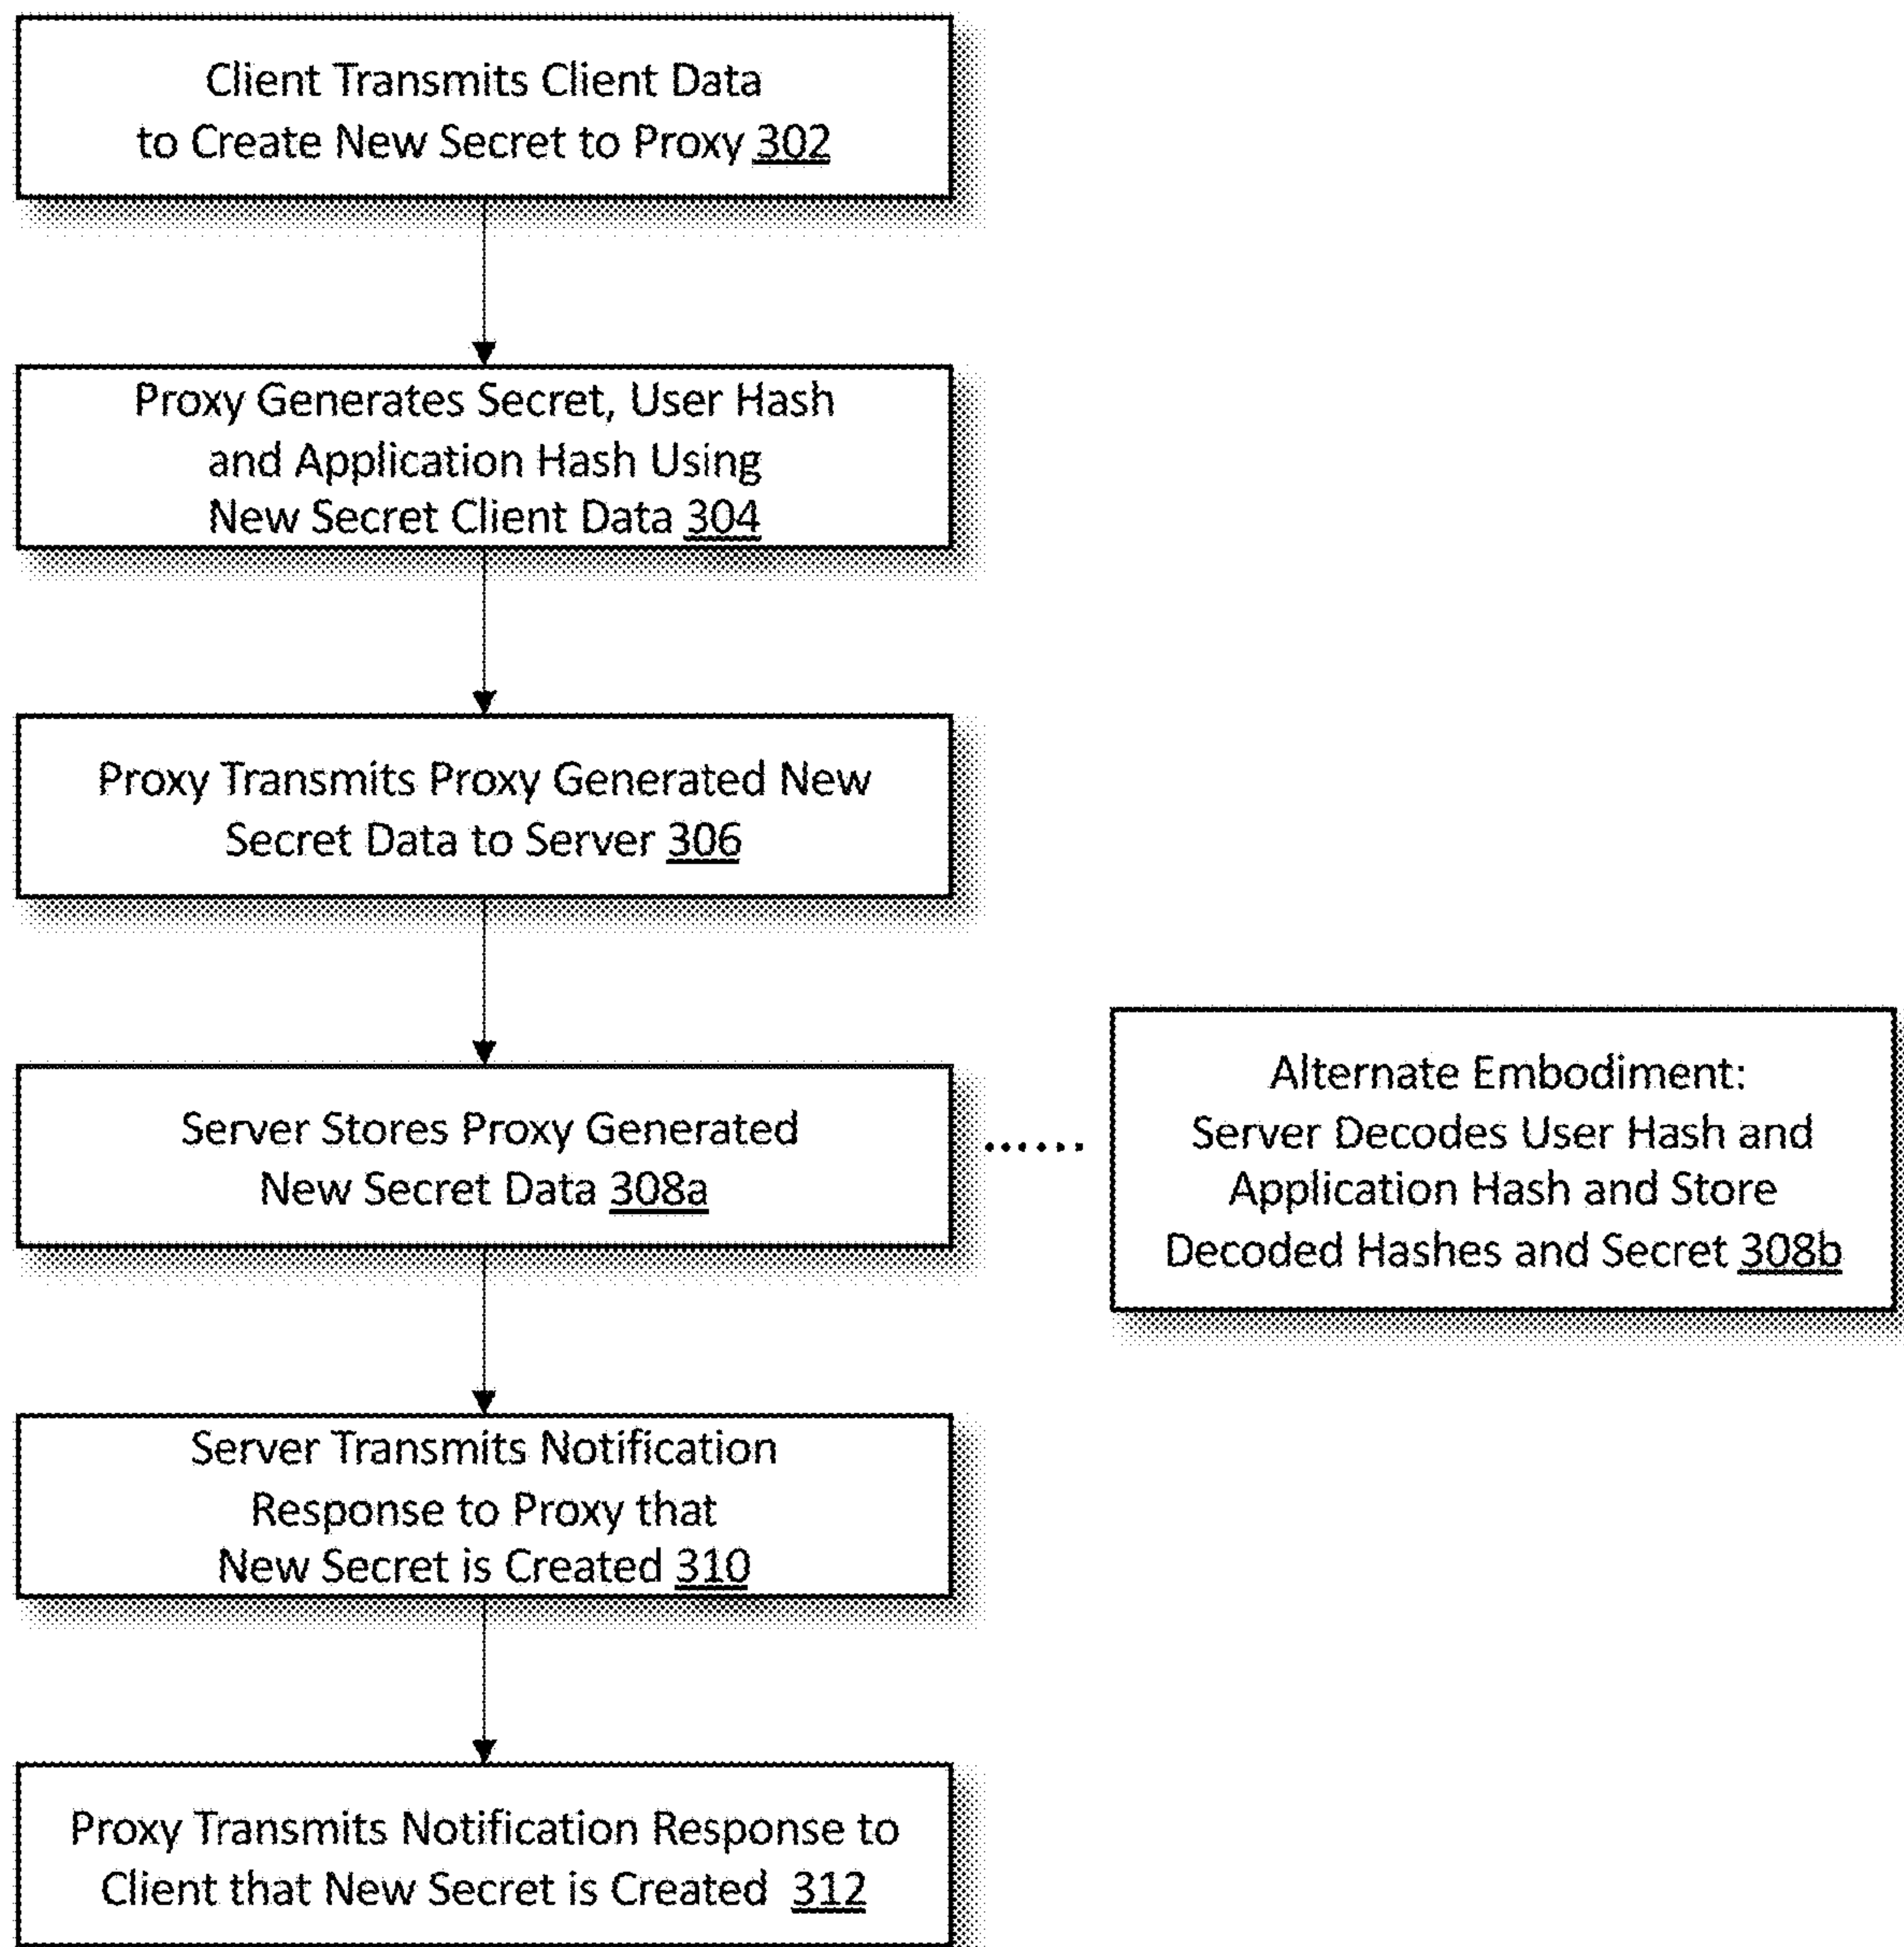 Client Transmits Client Data
to Create New Secret to Proxy 302
Proxy Generates Secret, User Hash
and Application Hash Using
New Secret Client Data 304
Proxy Transmits Proxy Generated New
Secret Data to Server 306
Server Stores Proxy Generated
New Secret Data 308a
Alternate Embodiment:
Server Decodes User Hash and
Application Hash and Store
Decoded Hashes and Secret 308b
Server Transmits Notification
Response to Proxy that
New Secret is Created 310
Proxy Transmits Notification Response to
Client that New Secret is Created 312